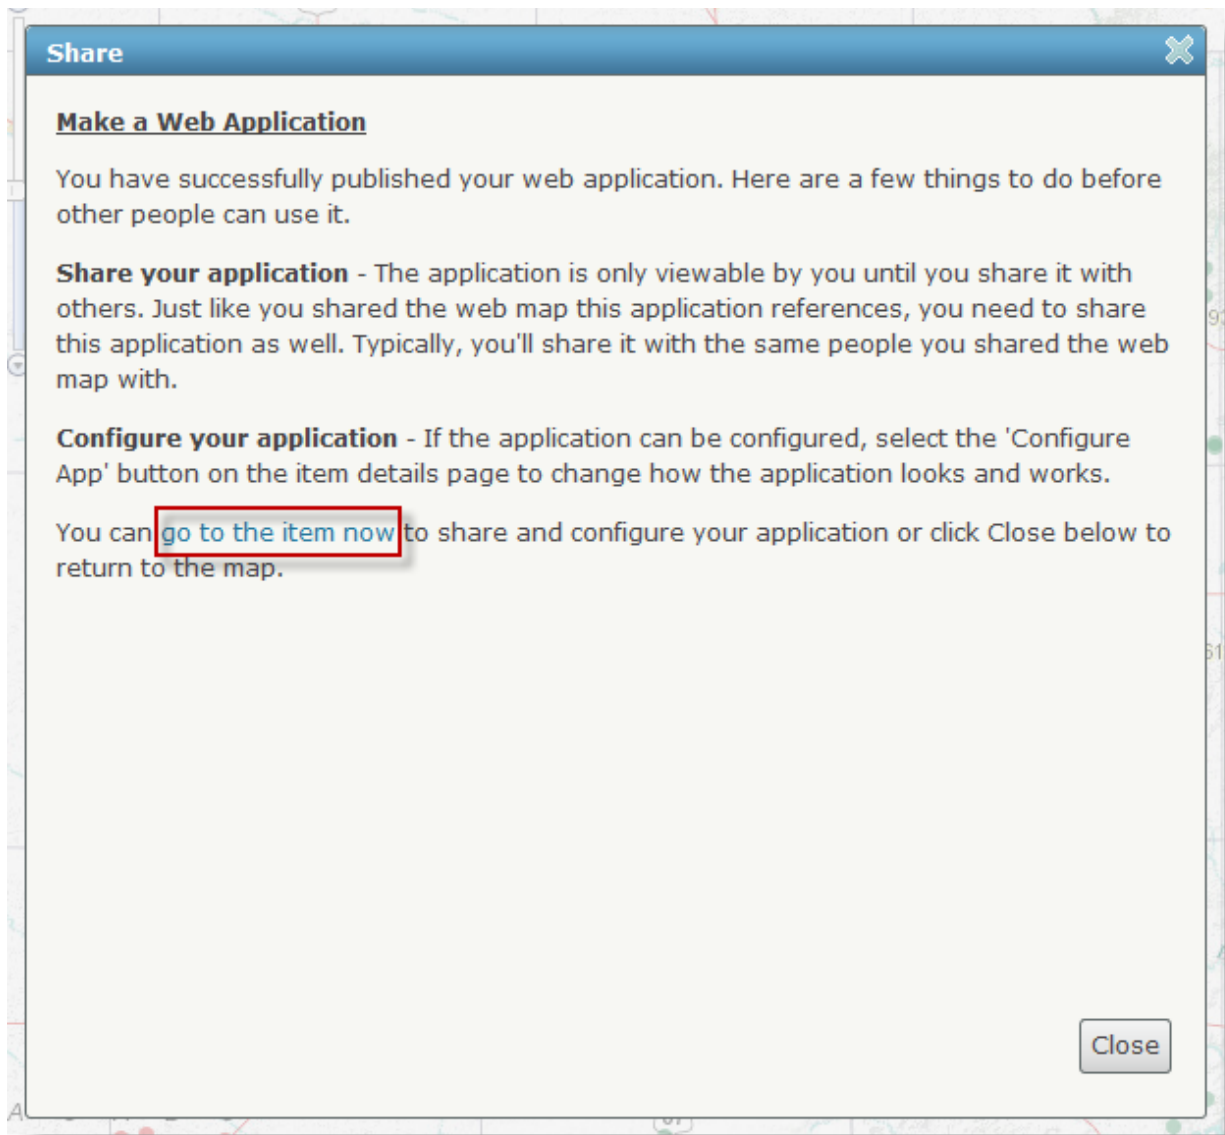 Share
Make a Web Application
You have successfully published your web application. Here are a few things to do before
other people can use it.
Share your application - The application is only viewable by you until you share it with
others. Just like you shared the web map this application references, you need to share
this application as well. Typically, you'll share it with the same people you shared the web
map with.
Configure your application - If the application can be configured, select the 'Configure
App' button on the item details page to change how the application looks and works.
You can go to the item now to share and configure your application or click Close below to
return to the map.
Close